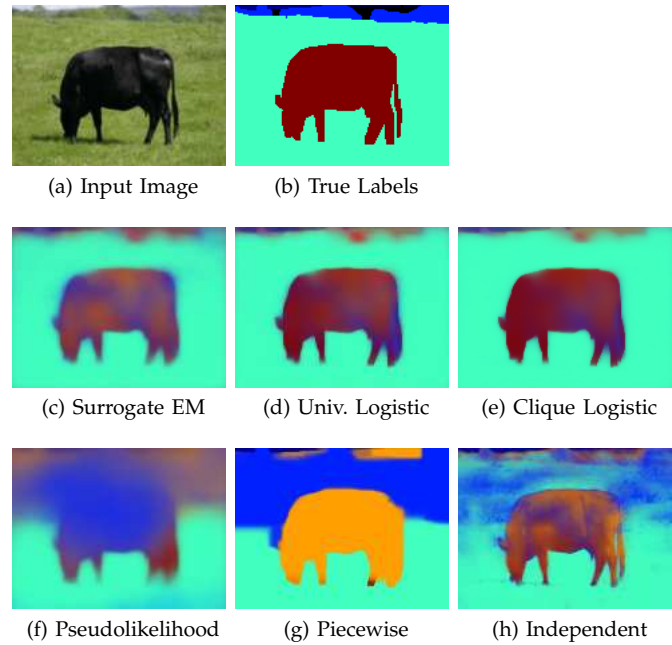 (a) Input Image
(b) True Labels
(c) Surrogate EM
(d) Univ. Logistic
(e) Clique Logistic
(f) Pseudolikelihood
(g) Piecewise
(h) Independent